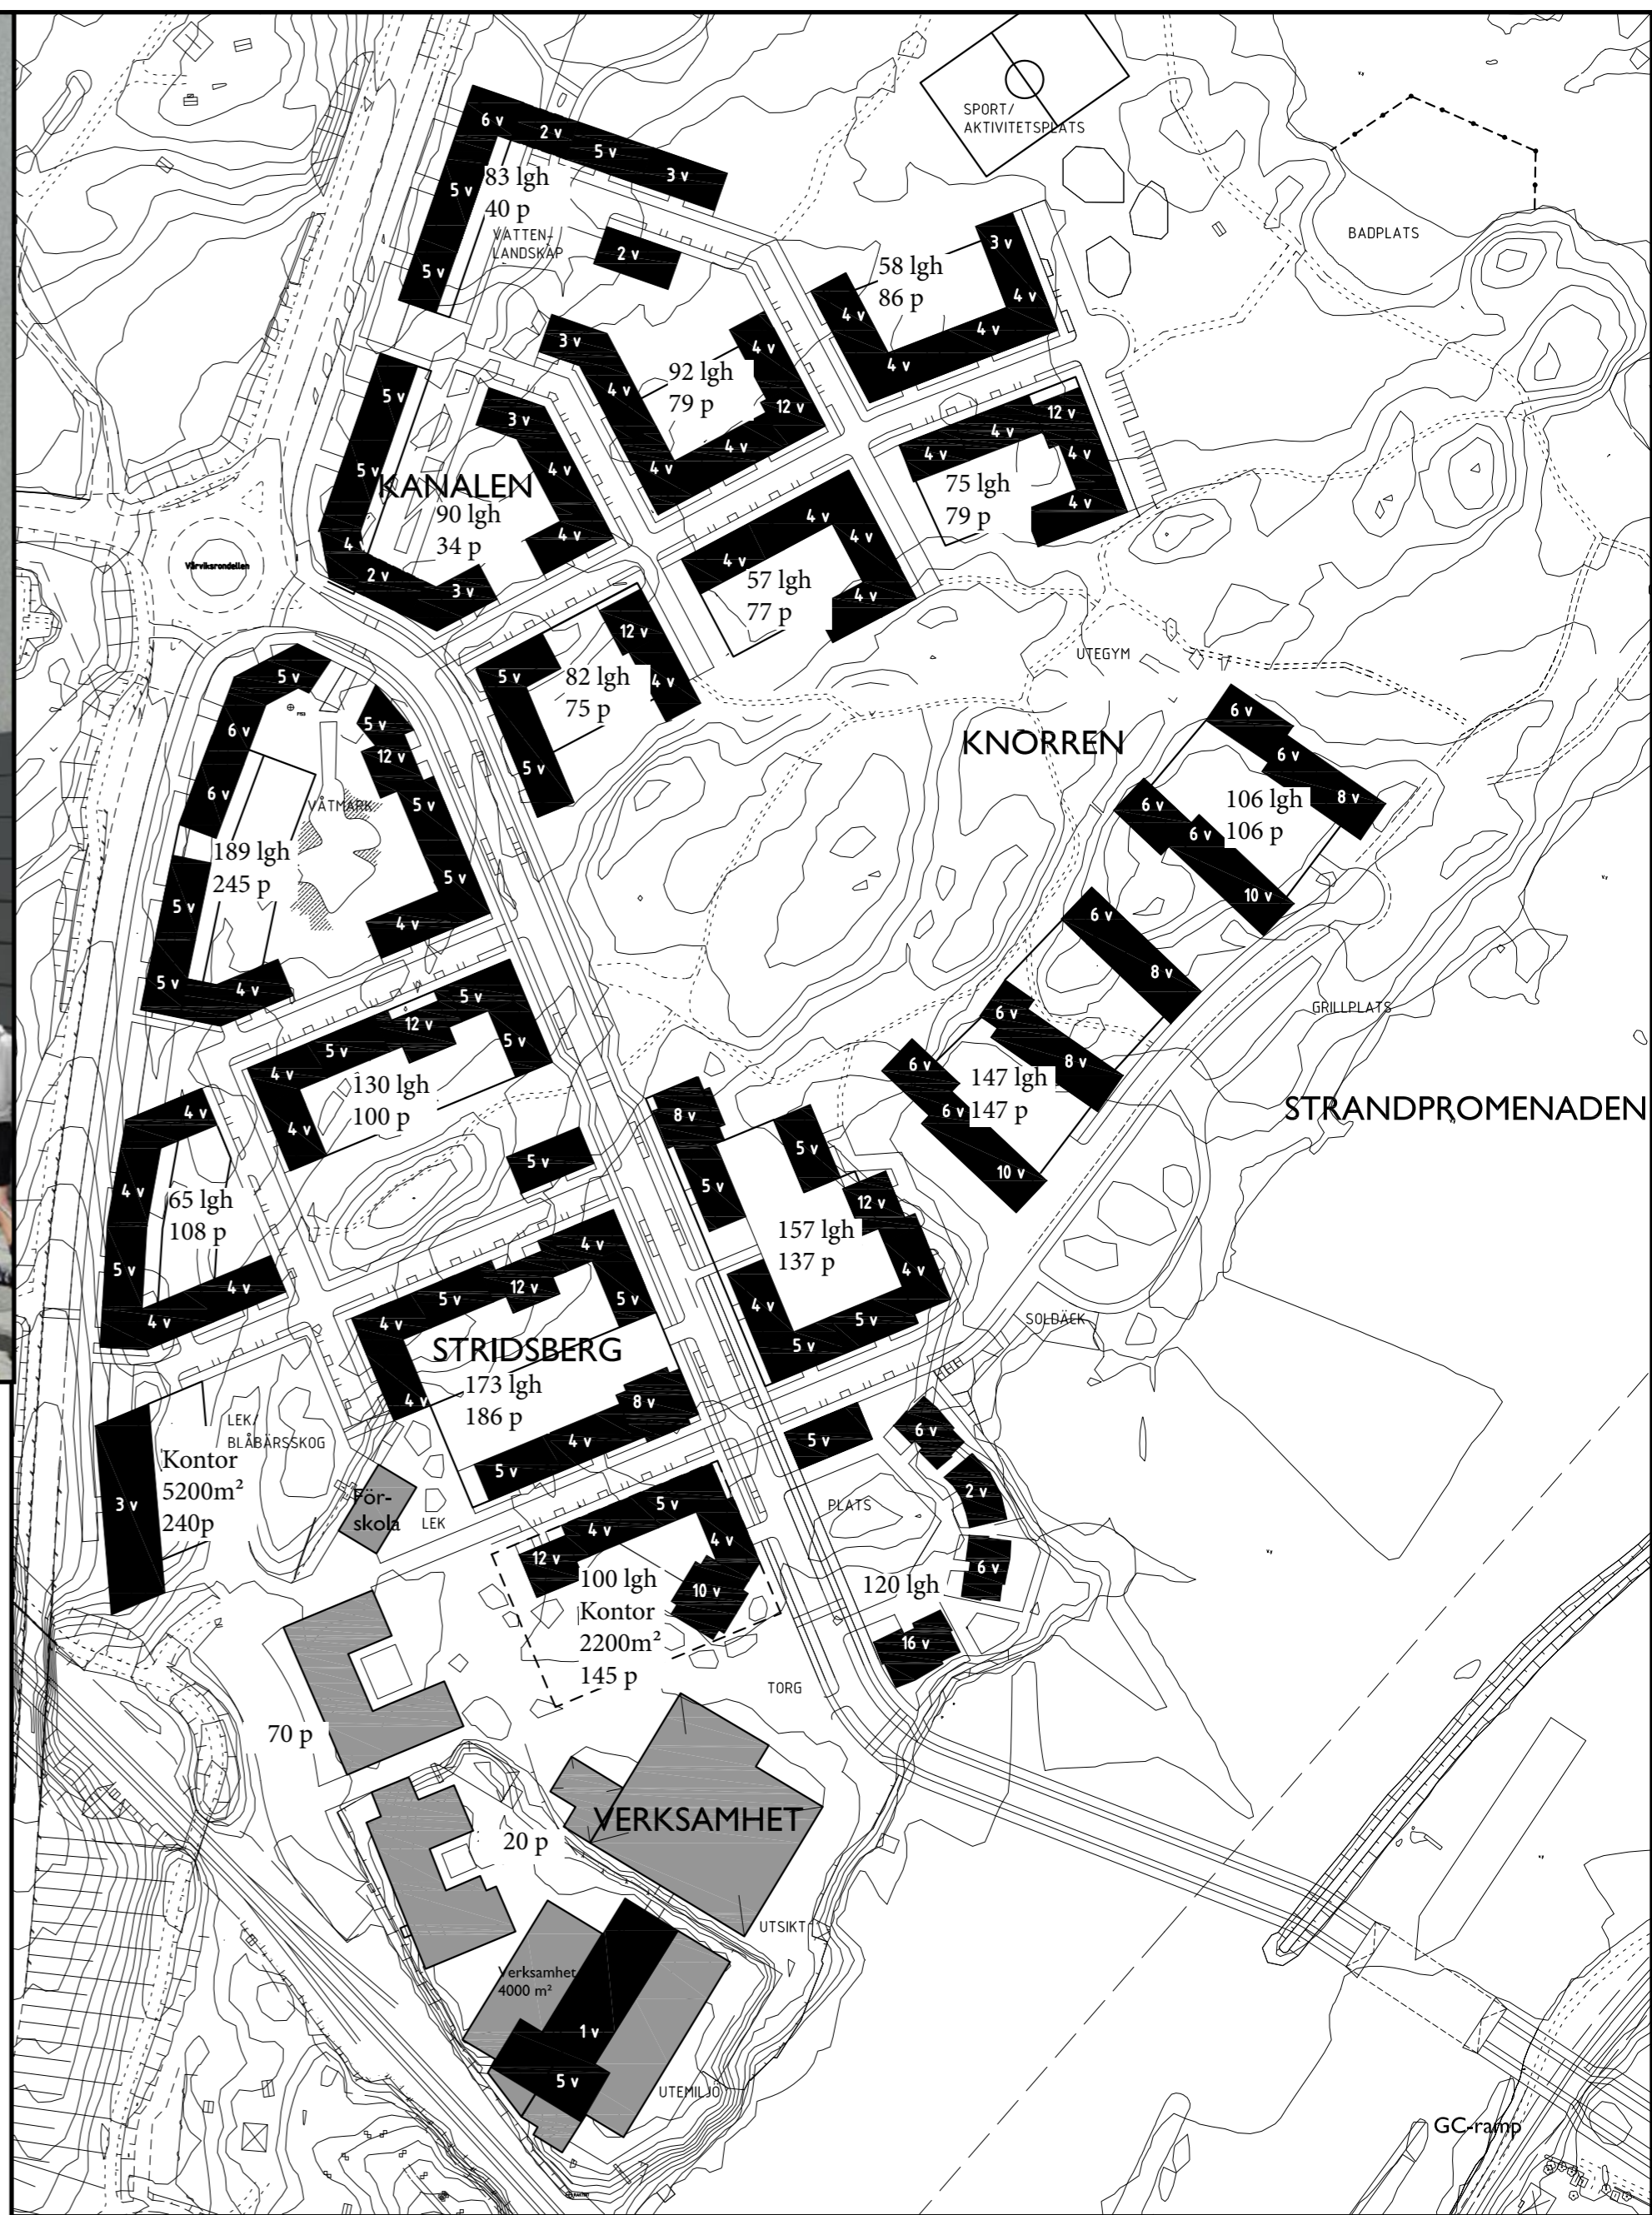 SPORT/
AKTIVITETSPLATS
6 v
2 v
5 v
3 v
5 v
83 lgh
40 p
VATTEN-
LANDSKAP
5 v
2 v
BADPLATS
3 v
58 lgh
86 p
4 v
4 v
4 v
4 v
3 v
4 v
4 v
92 lgh
79 p
12 v
4 v
4 v
5 v
3 v
5 v
4 v
KANALEN
90 lgh
34 p
4 v
4 v
2 v
3 v
12 v
4 v
4 v
4 v
75 lgh
79 p
4 v
4 v
4 v
4 v
57 lgh
77 p
4 v
Vårviksrondellen
12 v
5 v
82 lgh
75 p
4 v
5 v
UTEGYM
KNORREN
5 v
6 v
5 v
12 v
6 v
VÅTMARK
5 v
189 lgh
245 p
5 v
5 v
4 v
5 v
4 v
6 v
6 v
8 v
6 v
106 lgh
106 p
6 v
10 v
6 v
8 v
GRILLPLATS
6 v
8 v
6 v
147 lgh
147 p
6 v
10 v
STRANDPROMENADEN
5 v
12 v
5 v
5 v
4 v
130 lgh
100 p
4 v
5 v
4 v
4 v
65 lgh
108 p
5 v
4 v
4 v
8 v
5 v
5 v
12 v
157 lgh
137 p
4 v
4 v
5 v
5 v
SOLBÄCK
4 v
12 v
5 v
5 v
4 v
STRIDSBERG
173 lgh
186 p
4 v
8 v
4 v
5 v
LEK/
BLÅBÄRSSKOG
Kontor
5200m²
240p
3 v
För-
skola
LEK
5 v
6 v
2 v
PLATS
6 v
120 lgh
16 v
5 v
4 v
4 v
12 v
10 v
100 lgh
Kontor
2200m²
145 p
TORG
70 p
VERKSAMHET
20 p
UTSIKT
Verksamhet
4000 m²
1 v
5 v
UTEMILJÖ
GC-ramp